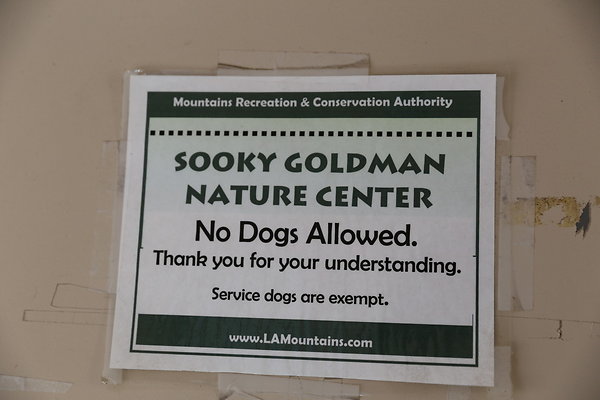 Mountains Recreation & Conservation Authority
SOOKY GOLDMAN
NATURE CENTER
No Dogs Allowed.
Thank you for your understanding.
Service dogs are exempt.
www.LAMountains.com